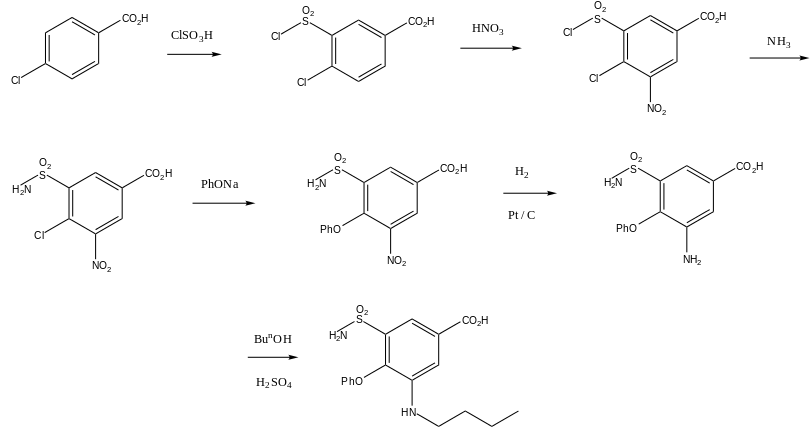 CO₂H
Cl
ClSO₃H
O₂
S
Cl
CO₂H
Cl
HNO₃
O₂
S
Cl
CO₂H
Cl
NO₂
NH₃
O₂
S
H₂N
CO₂H
Cl
NO₂
PhONa
O₂
S
H₂N
CO₂H
PhO
NO₂
H₂
Pt / C
O₂
S
H₂N
CO₂H
PhO
NH₂
BuⁿOH
H₂SO₄
O₂
S
H₂N
CO₂H
PhO
HN